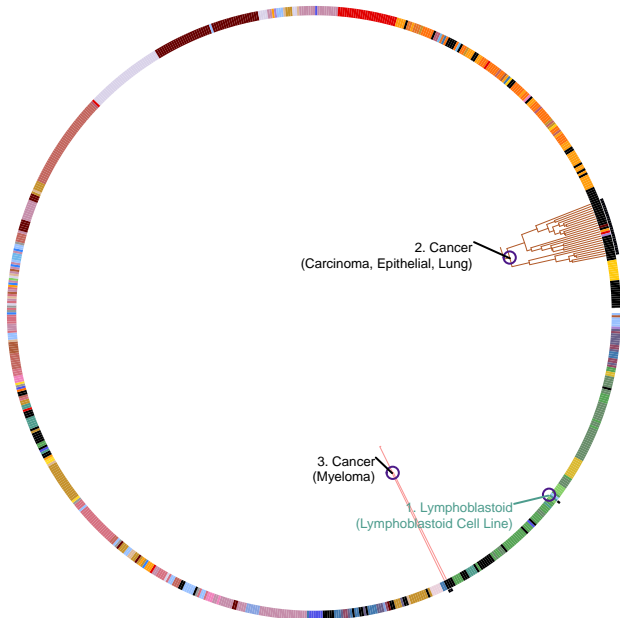 2. Cancer
(Carcinoma, Epithelial, Lung)
3. Cancer
(Myeloma)
1. Lymphoblastoid
(Lymphoblastoid Cell Line)